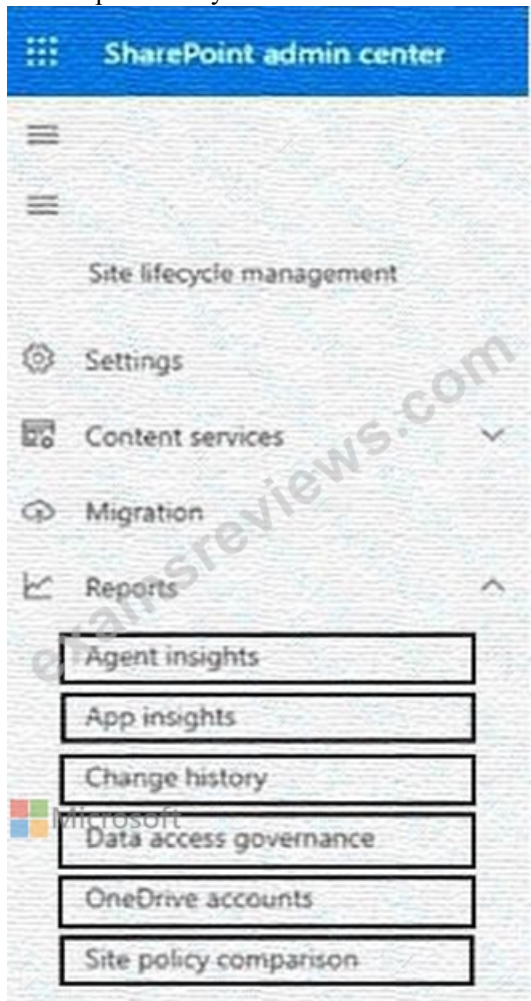 SharePoint admin center
Site lifecycle management
Settings
Content services
Migration
Reports
Agent insights
App insights
Change history
Data access governance
OneDrive accounts
Site policy comparison
examsreviews.com
Microsoft